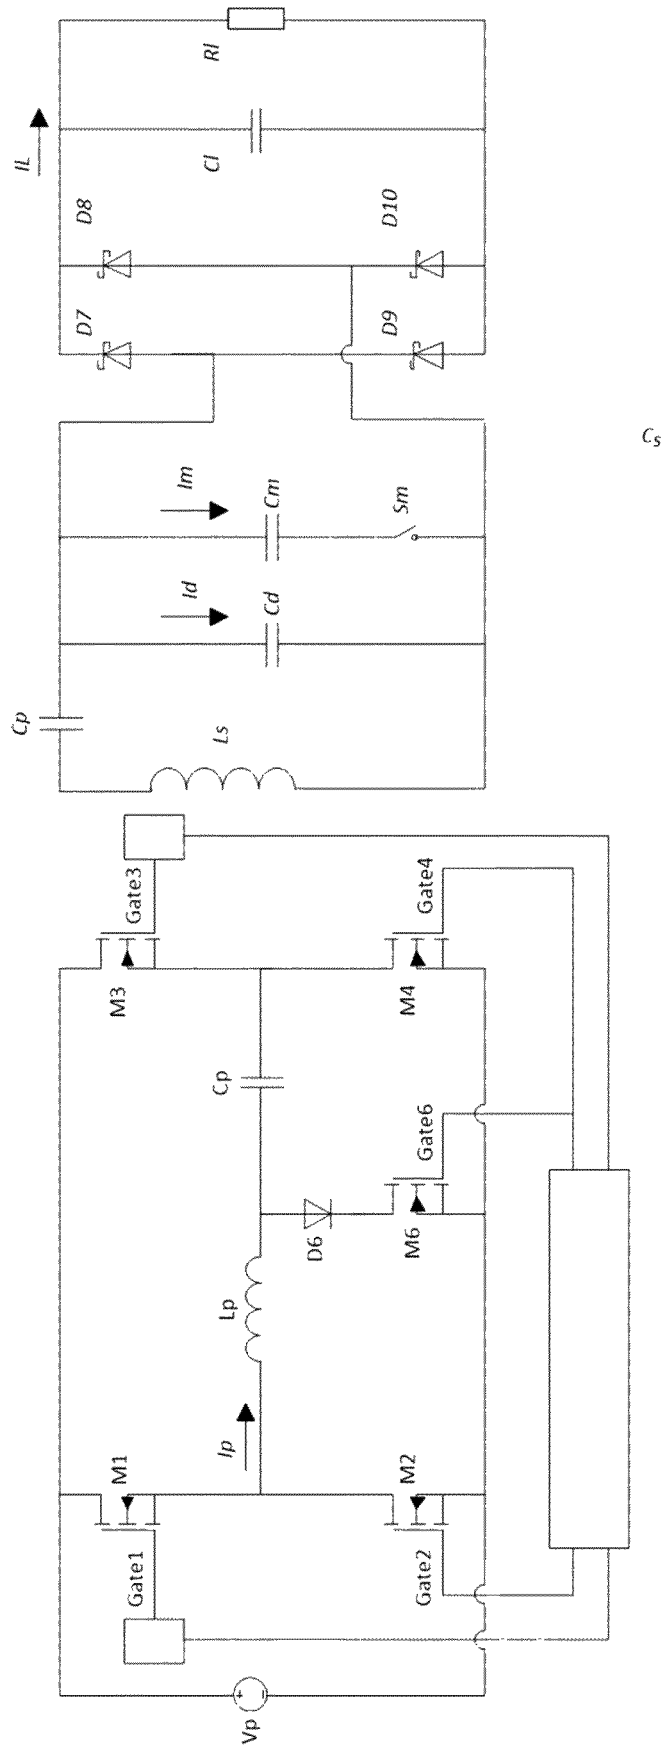 Rl
Cl
IL
D8
D10
D7
D9
Cs
Im
Cm
Sm
Id
Cd
Cp
Ls
Gate3
Gate4
M3
M4
Cp
Gate6
D6
M6
Lp
Ip
M1
M2
Gate1
Gate2
Vp
+
-